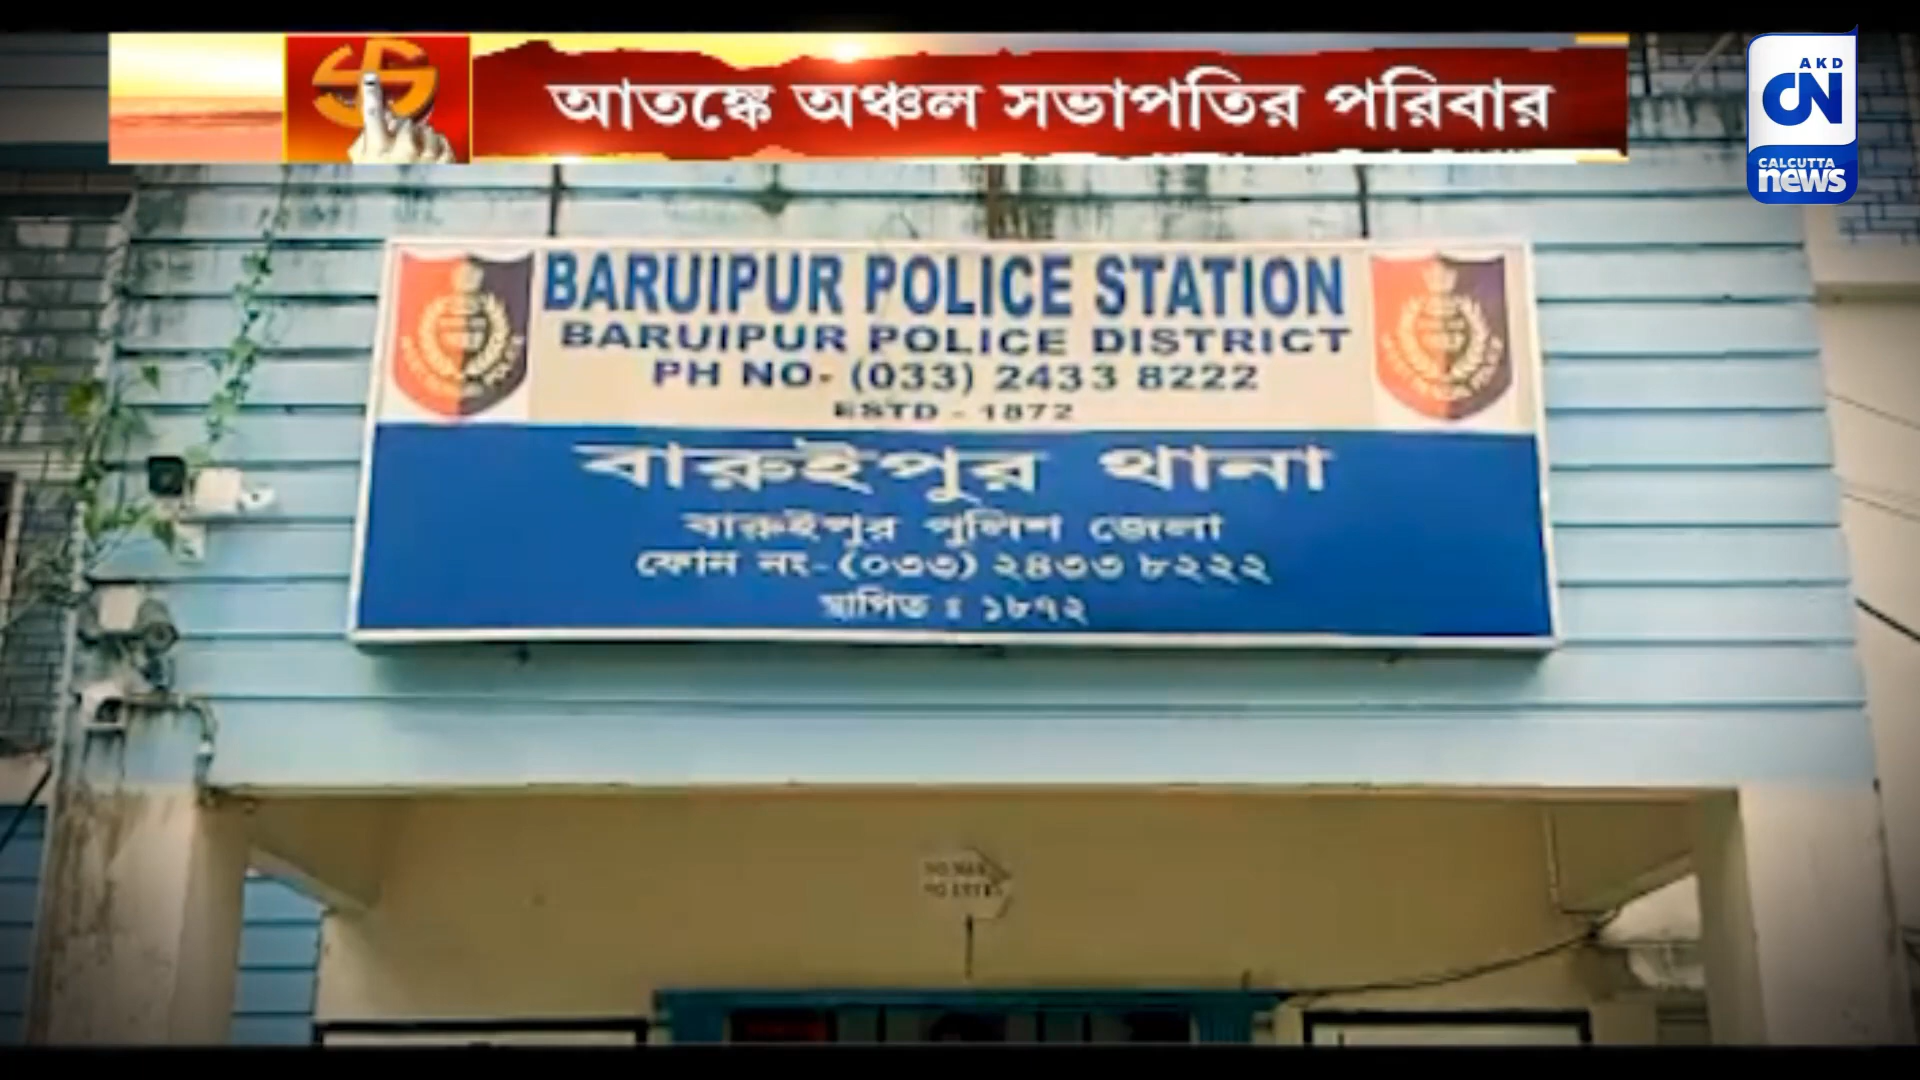 আতঙ্কে অঞ্চল সভাপতির পরিবার
AKD
CN
CALCUTTA
news
BARUIPUR POLICE STATION
BARUIPUR POLICE DISTRICT
PH NO- (033) 2433 8222
ESTD - 1872
বারুইপুর থানা
বারুইপুর পুলিশ জেলা
ফোন নং- (০৩৩) ২৪৩৩ ৮২২২
স্থাপিত ঃ ১৮৭২